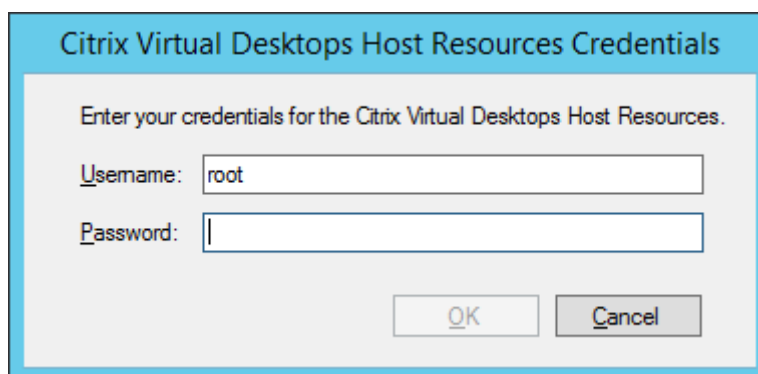 Citrix Virtual Desktops Host Resources Credentials
Enter your credentials for the Citrix Virtual Desktops Host Resources.
Username: root
Password:
OK Cancel